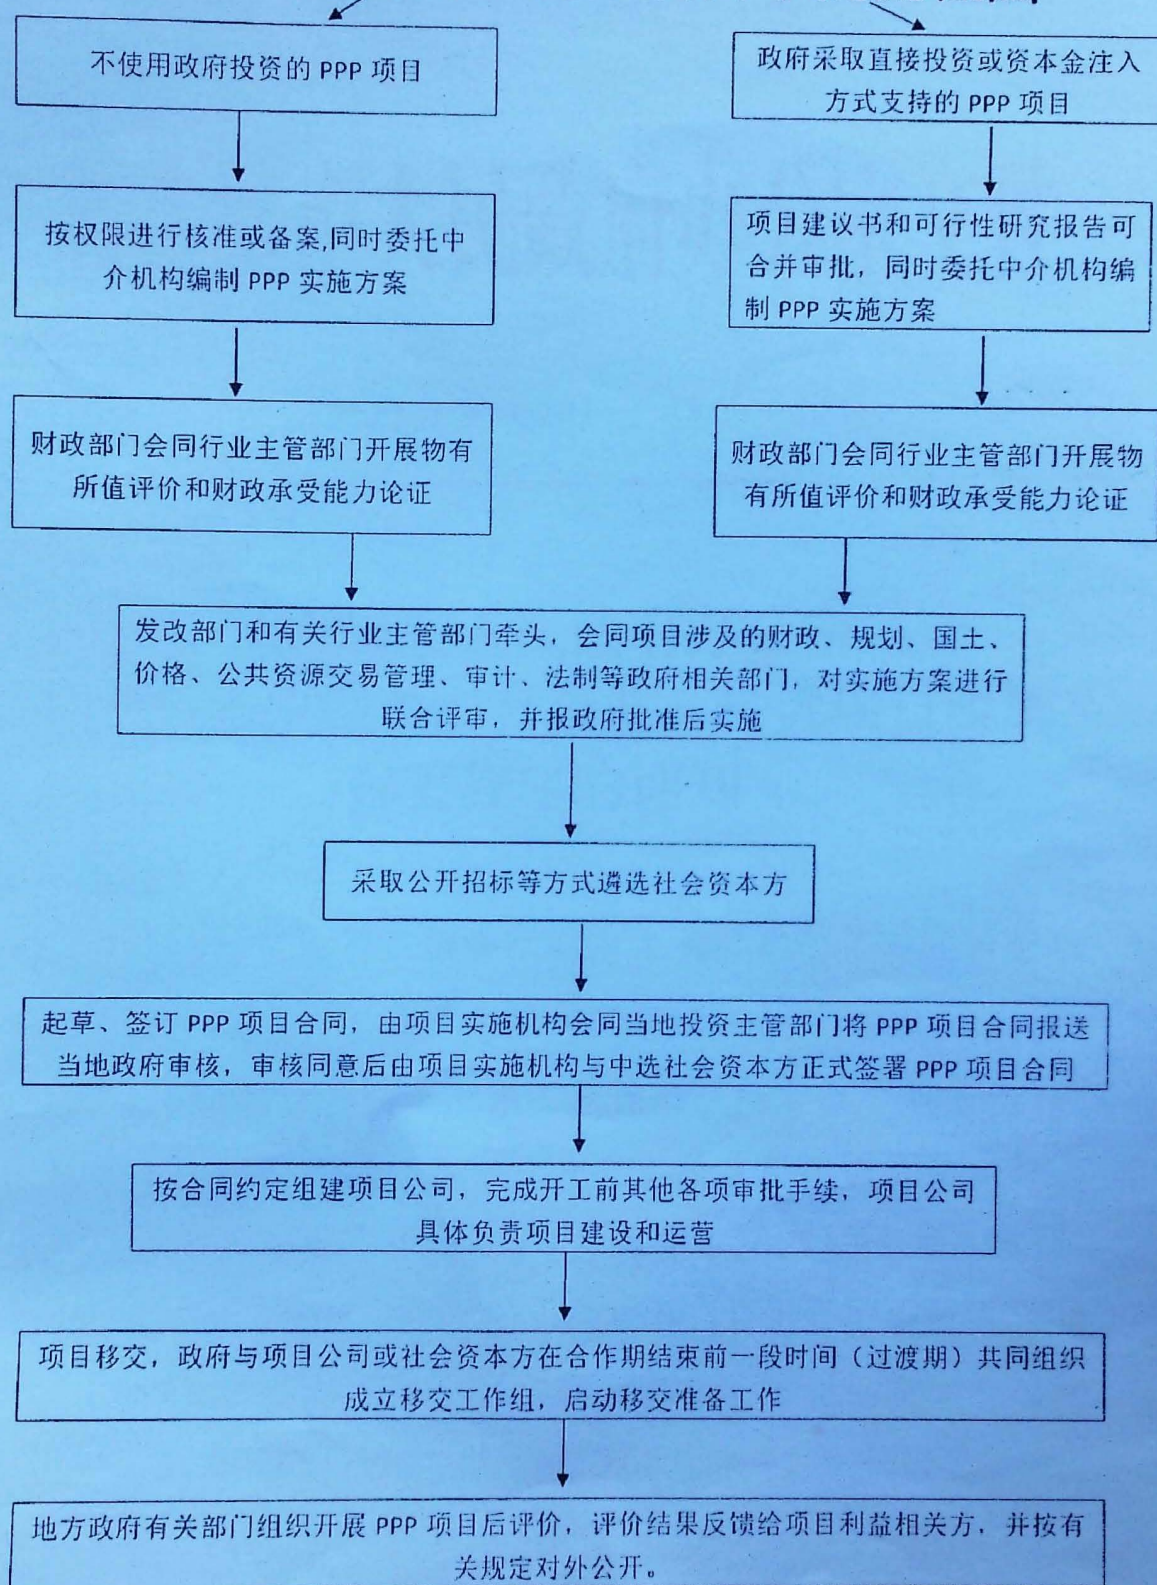 不使用政府投资的 PPP 项目
政府采取直接投资或资本金注入
方式支持的 PPP 项目
按权限进行核准或备案,同时委托中
介机构编制 PPP 实施方案
项目建议书和可行性研究报告可
合并审批，同时委托中介机构编
制 PPP 实施方案
财政部门会同行业主管部门开展物有
所值评价和财政承受能力论证
财政部门会同行业主管部门开展物
有所值评价和财政承受能力论证
发改部门和有关行业主管部门牵头，会同项目涉及的财政、规划、国土、
价格、公共资源交易管理、审计、法制等政府相关部门，对实施方案进行
联合评审，并报政府批准后实施
采取公开招标等方式遴选社会资本方
起草、签订 PPP 项目合同，由项目实施机构会同当地投资主管部门将 PPP 项目合同报送
当地政府审核，审核同意后由项目实施机构与中选社会资本方正式签署 PPP 项目合同
按合同约定组建项目公司，完成开工前其他各项审批手续，项目公司
具体负责项目建设和运营
项目移交，政府与项目公司或社会资本方在合作期结束前一段时间（过渡期）共同组织
成立移交工作组，启动移交准备工作
地方政府有关部门组织开展 PPP 项目后评价，评价结果反馈给项目利益相关方，并按有
关规定对外公开。